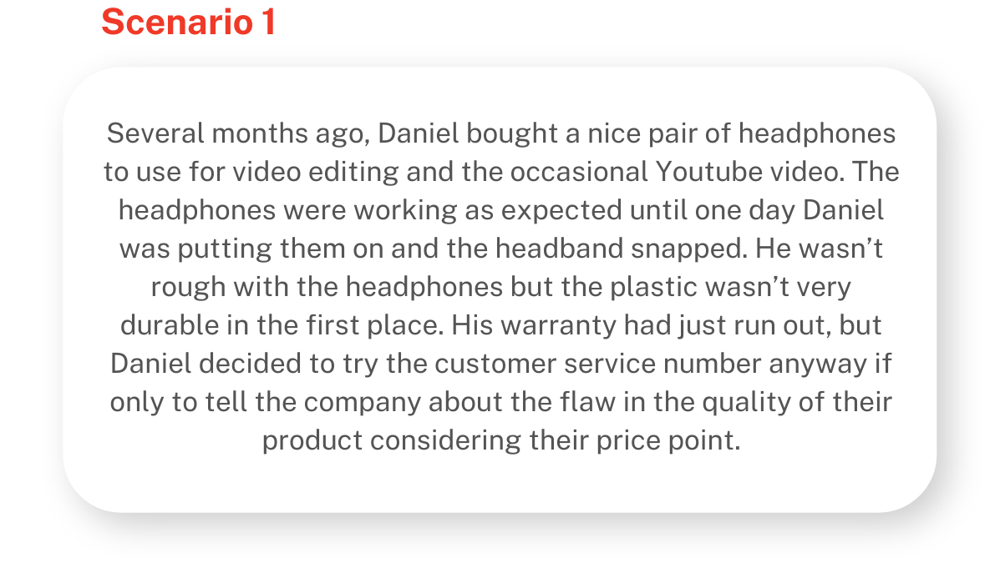 Scenario 1
Several months ago, Daniel bought a nice pair of headphones
to use for video editing and the occasional Youtube video. The
headphones were working as expected until one day Daniel
was putting them on and the headband snapped. He wasn’t
rough with the headphones but the plastic wasn’t very
durable in the first place. His warranty had just run out, but
Daniel decided to try the customer service number anyway if
only to tell the company about the flaw in the quality of their
product considering their price point.